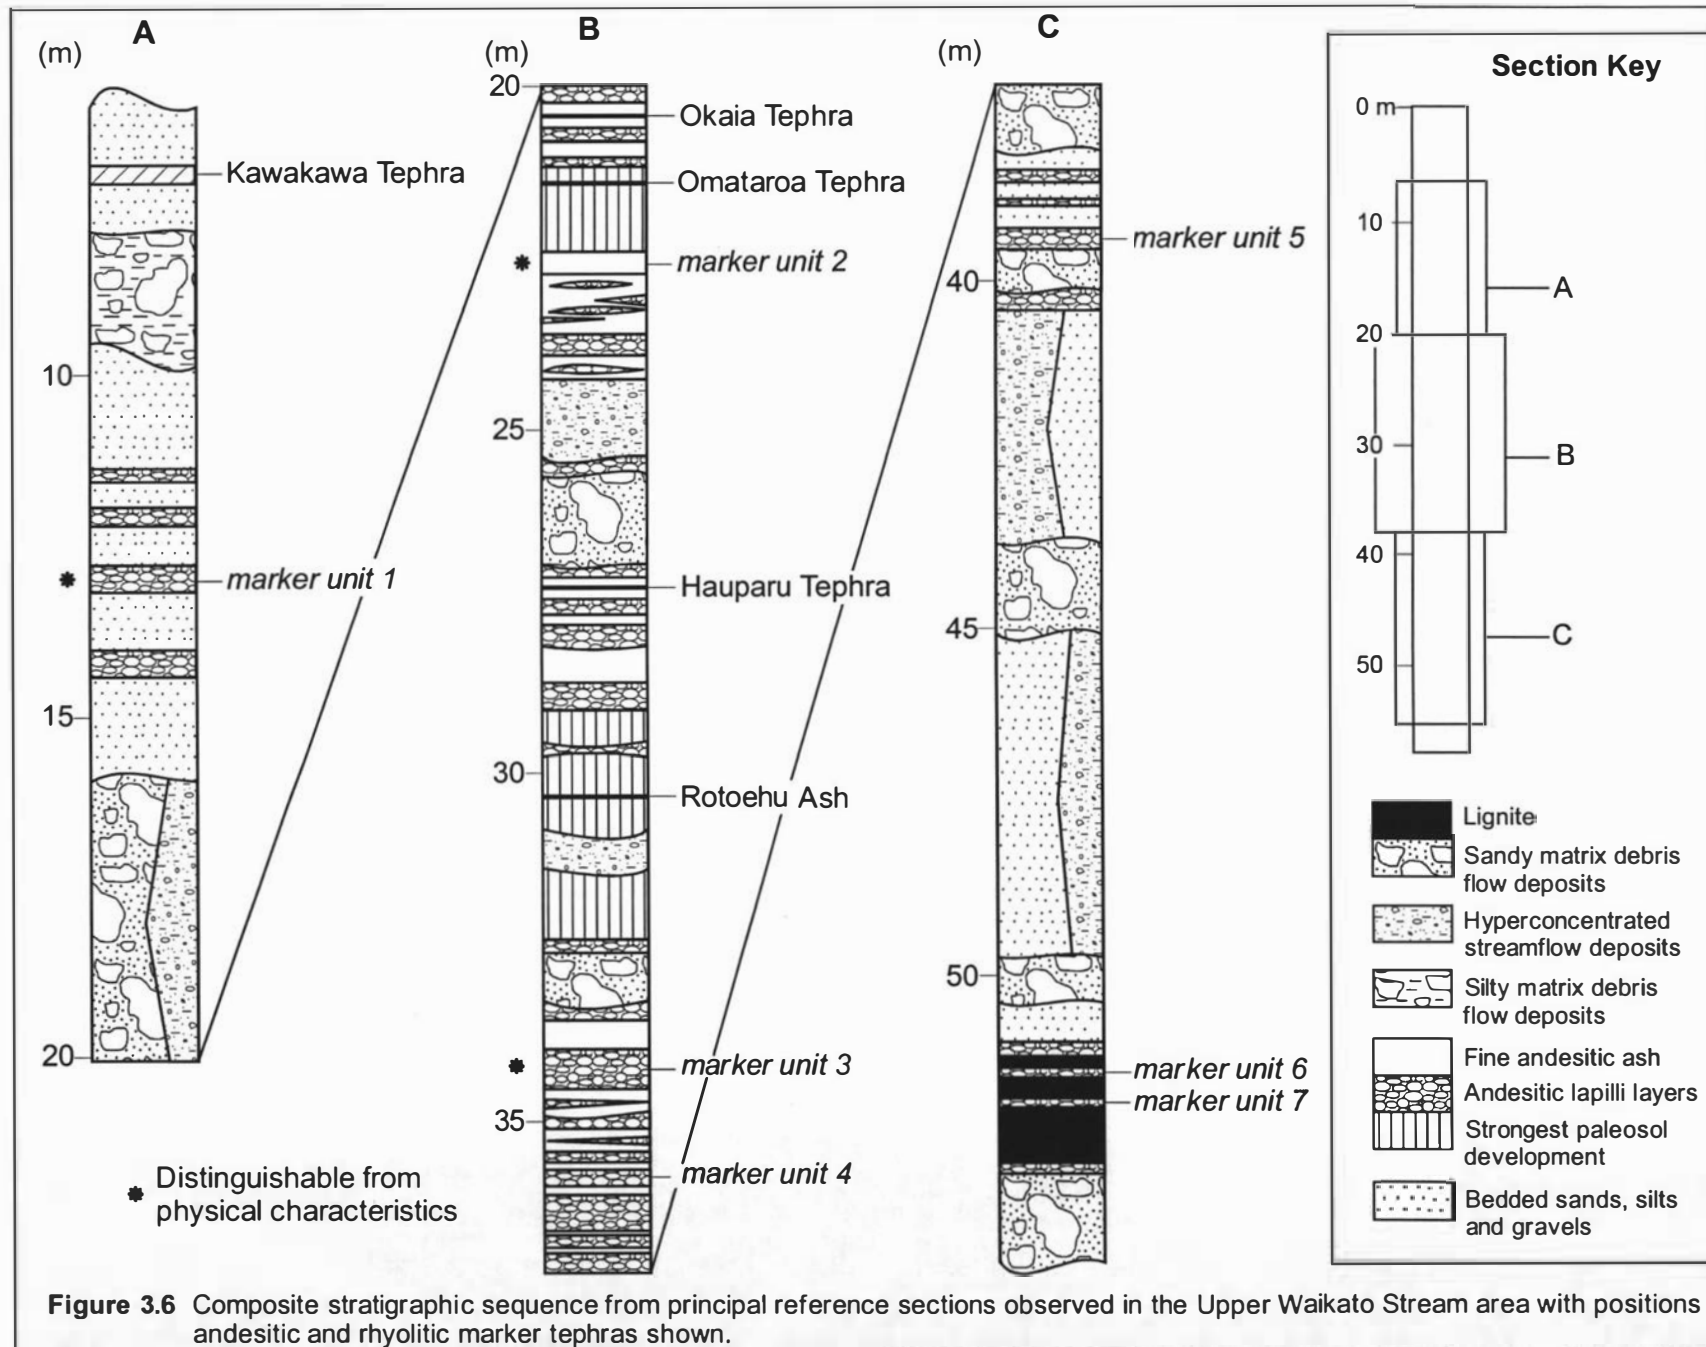 A
(m)
Kawakawa Tephra
10
marker unit 1
15
20
B
(m)
20
Okaia Tephra
Omataroa Tephra
marker unit 2
25
Hauparu Tephra
30
Rotoehu Ash
marker unit 3
35
marker unit 4
C
(m)
marker unit 5
40
45
50
marker unit 6
marker unit 7
* Distinguishable from
physical characteristics
Section Key
0 m
10
A
20
30
B
40
C
50
Lignite
Sandy matrix debris
flow deposits
Hyperconcentrated
streamflow deposits
Silty matrix debris
flow deposits
Fine andesitic ash
Andesitic lapilli layers
Strongest paleosol
development
Bedded sands, silts
and gravels
Figure 3.6 Composite stratigraphic sequence from principal reference sections observed in the Upper Waikato Stream area with positions
andesitic and rhyolitic marker tephras shown.